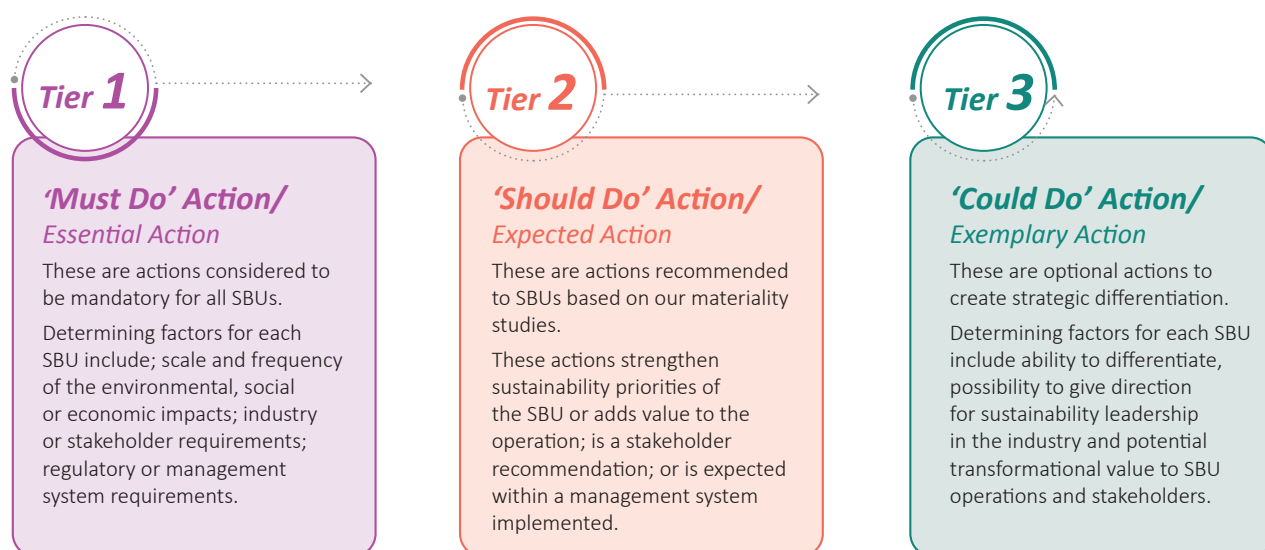 Tier 1
‘Must Do’ Action/
Essential Action
These are actions considered to
be mandatory for all SBUs.
Determining factors for each
SBU include; scale and frequency
of the environmental, social
or economic impacts; industry
or stakeholder requirements;
regulatory or management
system requirements.
Tier 2
‘Should Do’ Action/
Expected Action
These are actions recommended
to SBUs based on our materiality
studies.
These actions strengthen
sustainability priorities of
the SBU or adds value to the
operation; is a stakeholder
recommendation; or is expected
within a management system
implemented.
Tier 3
‘Could Do’ Action/
Exemplary Action
These are optional actions to
create strategic differentiation.
Determining factors for each SBU
include ability to differentiate,
possibility to give direction
for sustainability leadership
in the industry and potential
transformational value to SBU
operations and stakeholders.